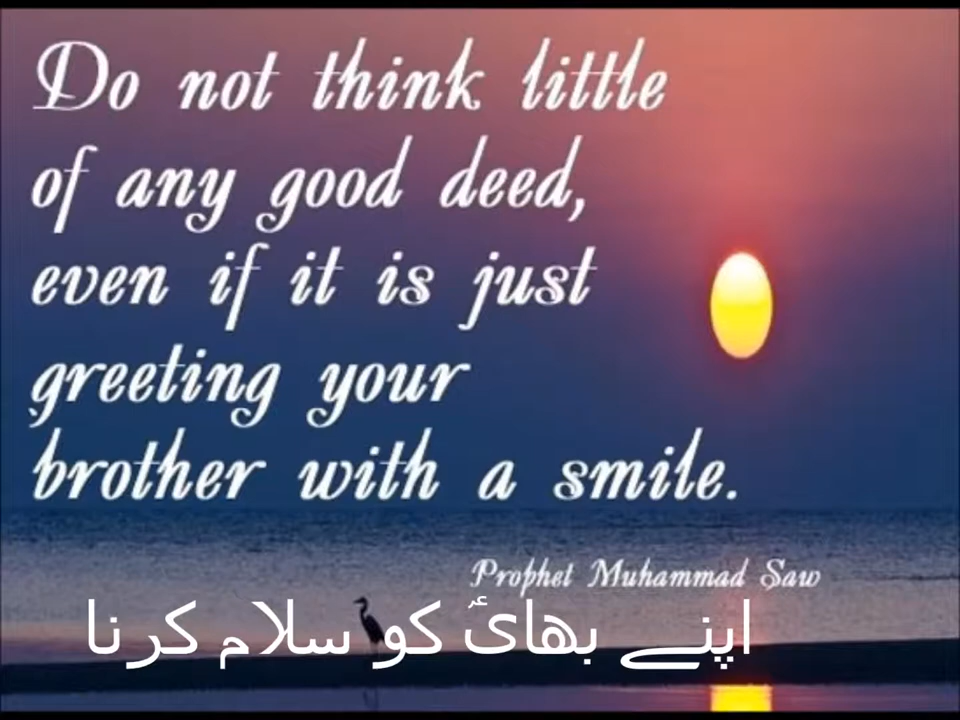 Do not think little
of any good deed,
even if it is just
greeting your
brother with a smile.
Prophet Muhammad Saw
اپنے بھائ کو سلام کرنا